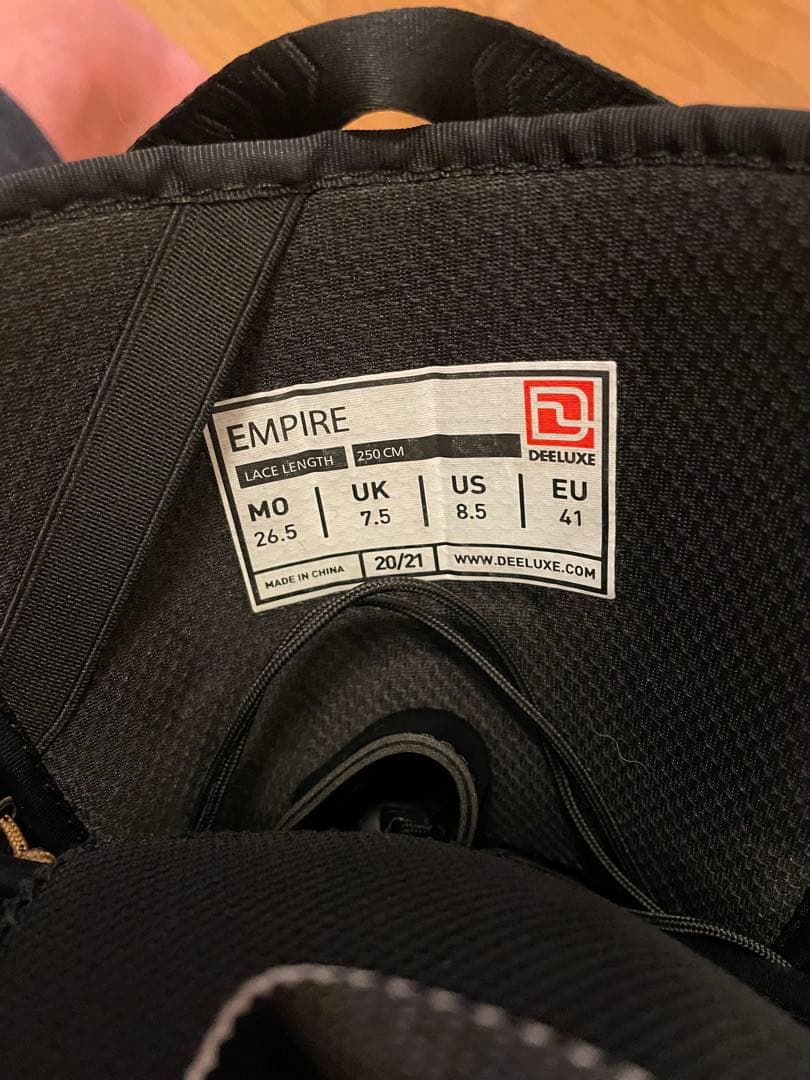 EMPIRE
DEELUXE
LACE LENGTH 250 CM
MO UK US EU
26.5 7.5 8.5 41
MADE IN CHINA 20/21 WWW.DEELUXE.COM